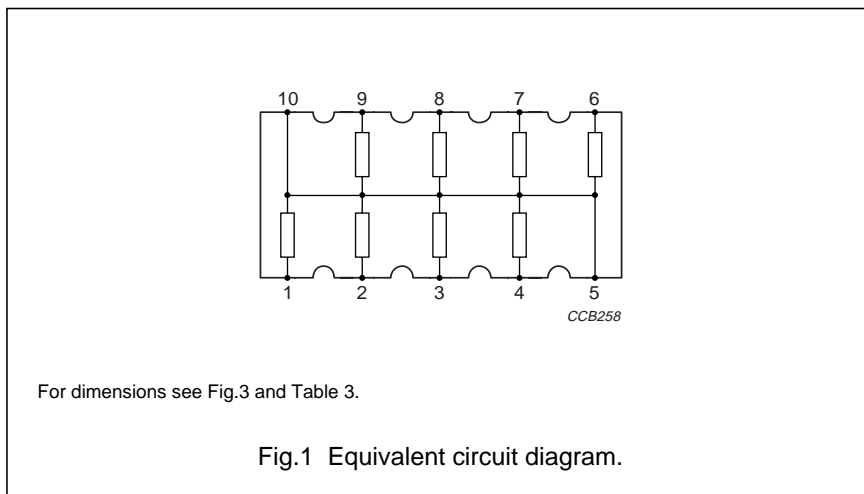 10 9 8 7 6
1 2 3 4 5
CCB258
For dimensions see Fig.3 and Table 3.
Fig.1 Equivalent circuit diagram.